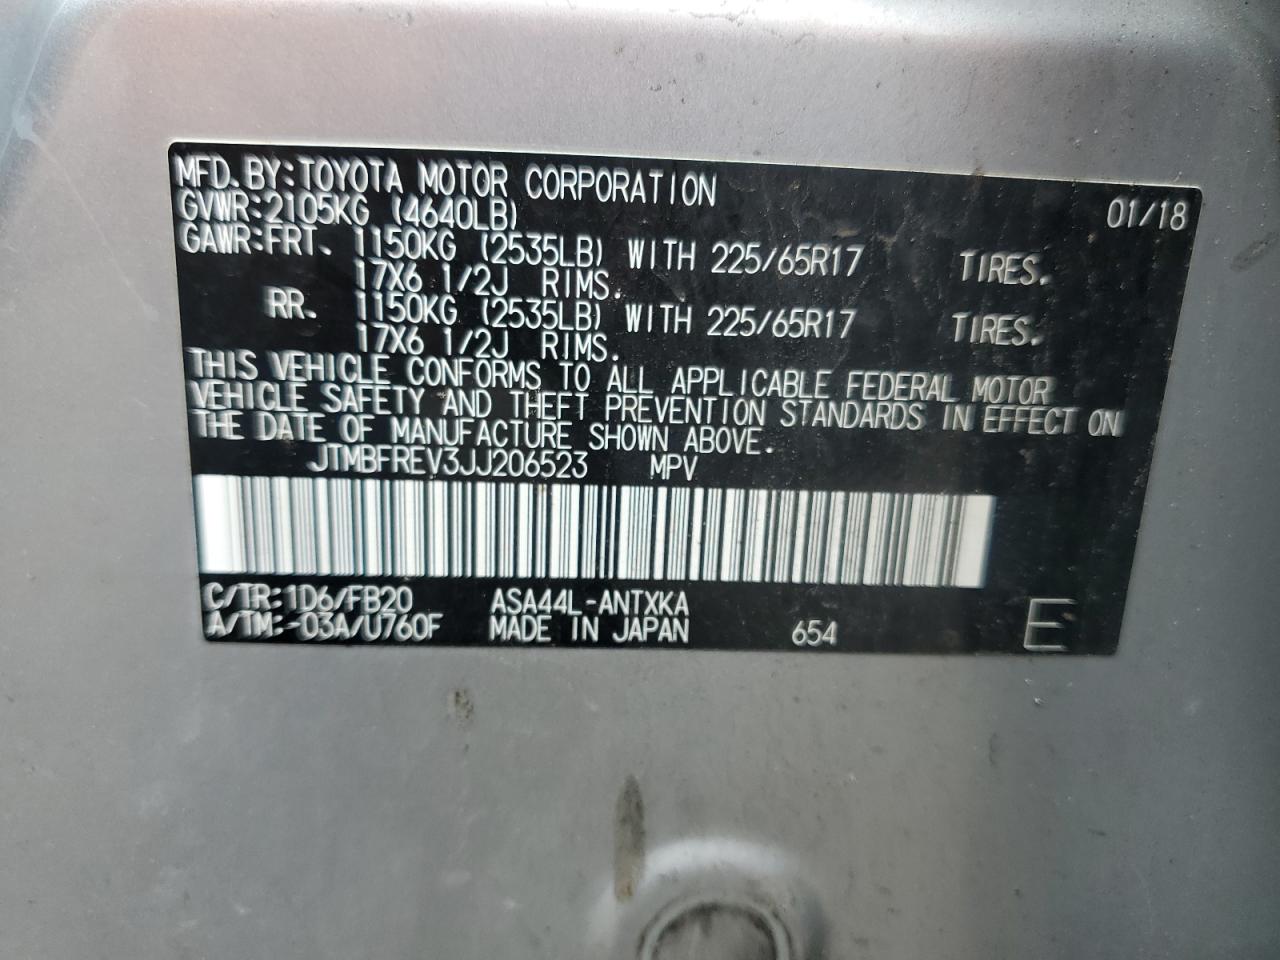 MFD. BY: TOYOTA MOTOR CORPORATION 01/18
GVWR: 2105KG (4640LB)
GAWR: FRT. 1150KG (2535LB) WITH 225/65R17 TIRES.
17X6 1/2J RIMS.
RR. 1150KG (2535LB) WITH 225/65R17 TIRES.
17X6 1/2J RIMS.
THIS VEHICLE CONFORMS TO ALL APPLICABLE FEDERAL MOTOR
VEHICLE SAFETY AND THEFT PREVENTION STANDARDS IN EFFECT ON
THE DATE OF MANUFACTURE SHOWN ABOVE.
JTMBFREV3JJ206523 MPV
C/TR: 1D6/FB20 ASA44L-ANTXKA
A/TM: -03A/U760F MADE IN JAPAN 654 E